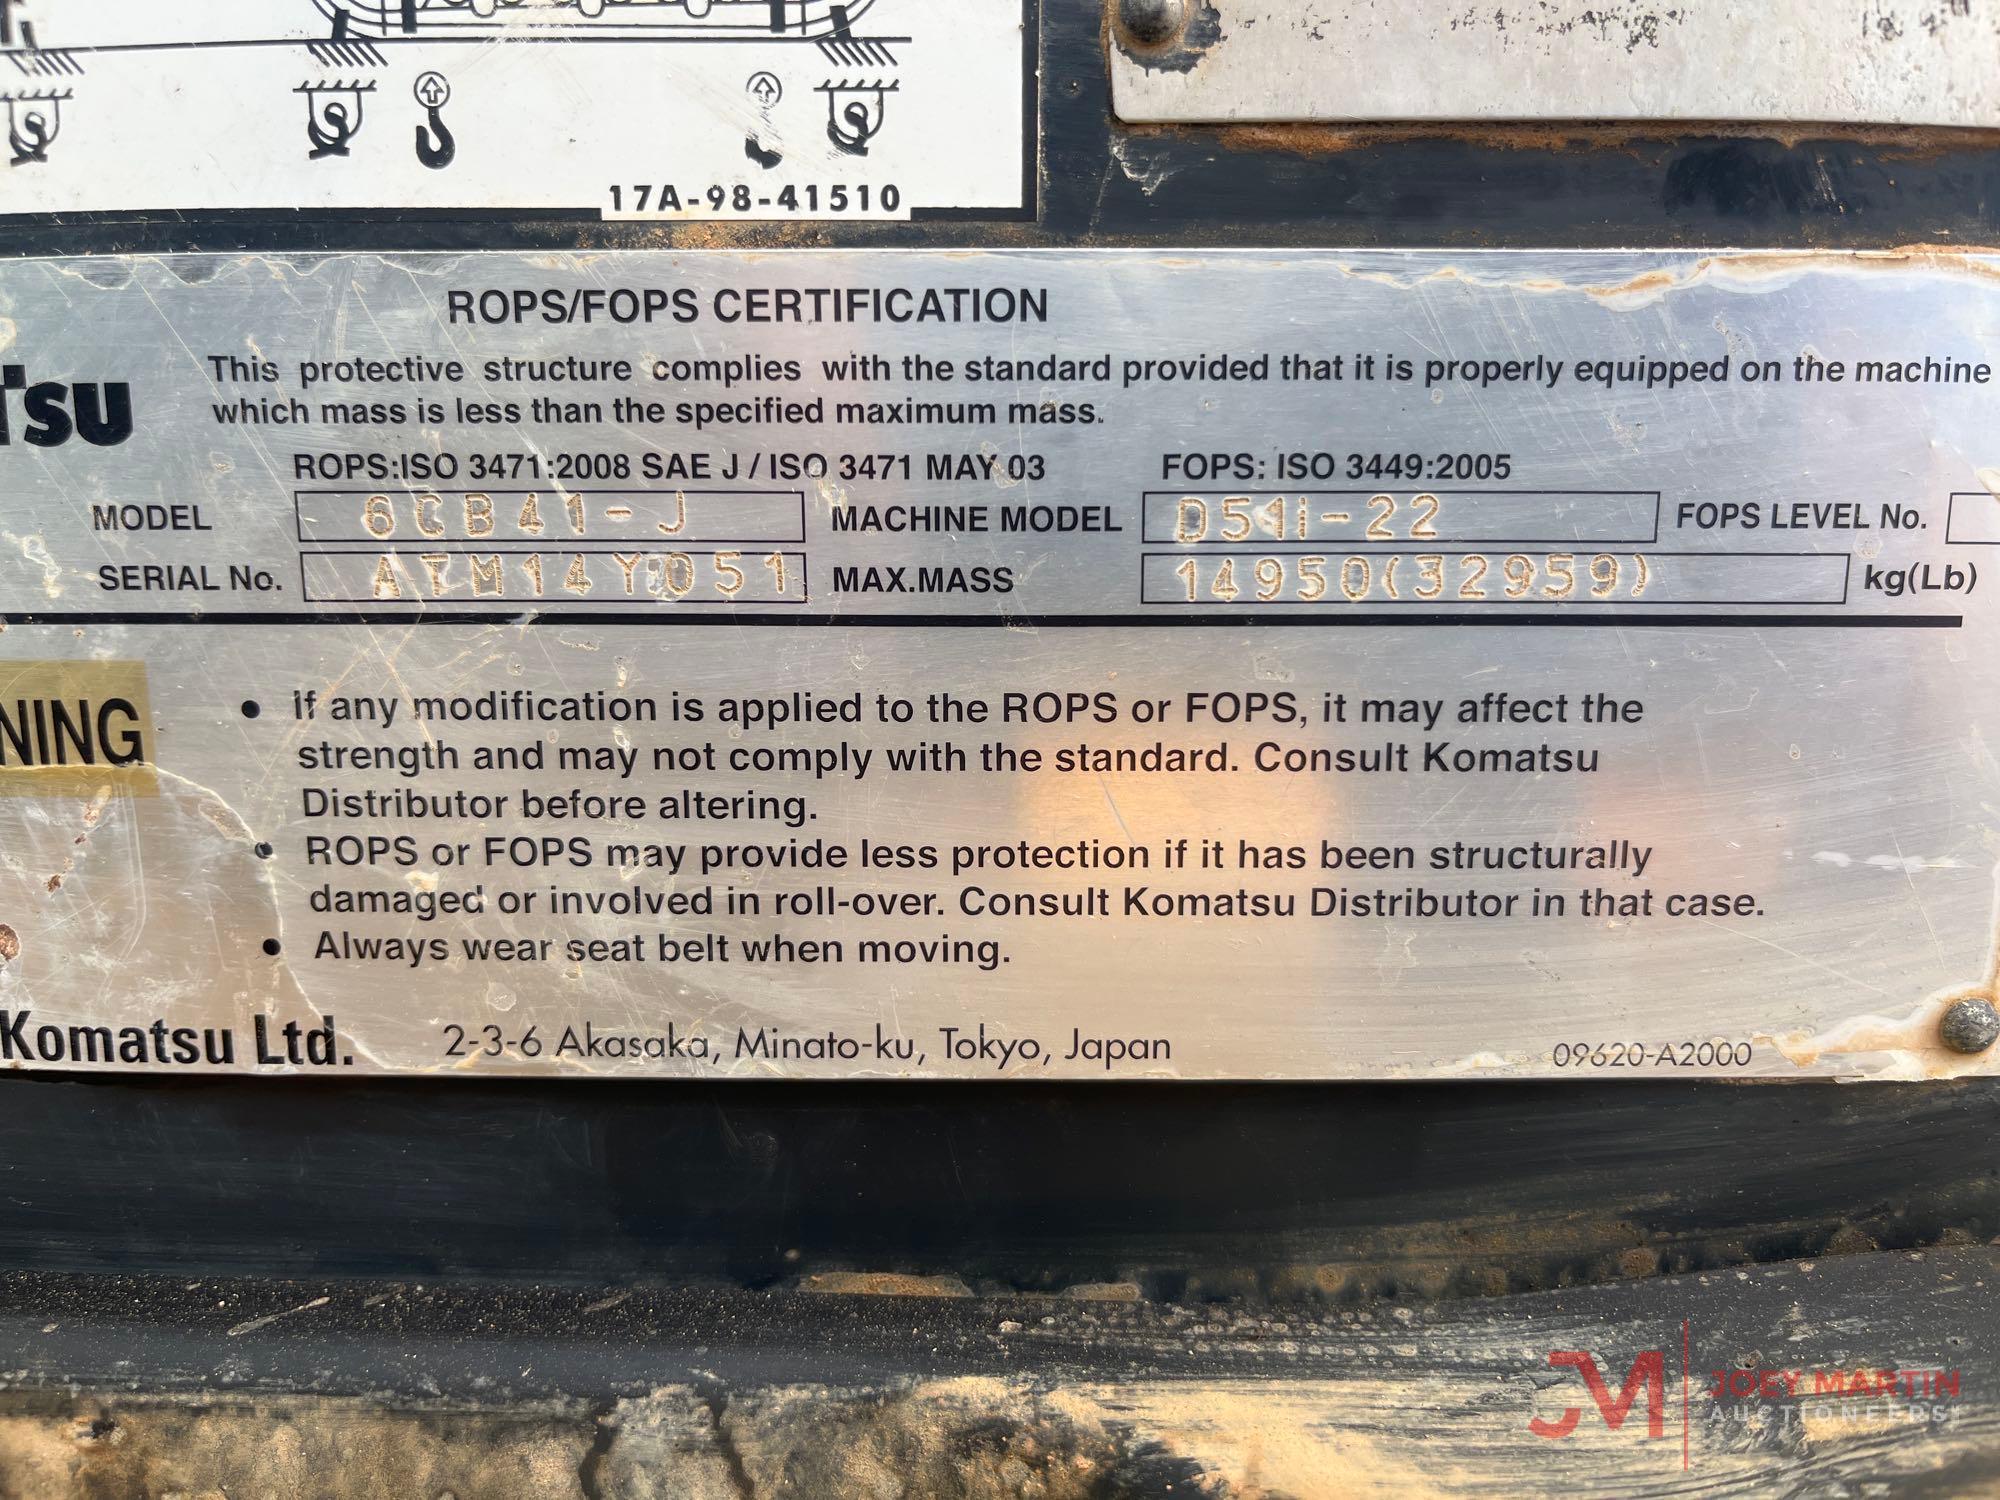 17A-98-41510
ROPS/FOPS CERTIFICATION
This protective structure complies with the standard provided that it is properly equipped on the machine
which mass is less than the specified maximum mass.
ROPS:ISO 3471:2008 SAE J / ISO 3471 MAY 03 FOPS: ISO 3449:2005
MODEL 6CB41-J MACHINE MODEL D51i-22 FOPS LEVEL No.
SERIAL No. ATM14Y051 MAX.MASS 14950(32959) kg(Lb)
• If any modification is applied to the ROPS or FOPS, it may affect the
strength and may not comply with the standard. Consult Komatsu
Distributor before altering.
• ROPS or FOPS may provide less protection if it has been structurally
damaged or involved in roll-over. Consult Komatsu Distributor in that case.
• Always wear seat belt when moving.
Komatsu Ltd. 2-3-6 Akasaka, Minato-ku, Tokyo, Japan 09620-A2000
JM JOEY MARTIN
AUCTIONEERS